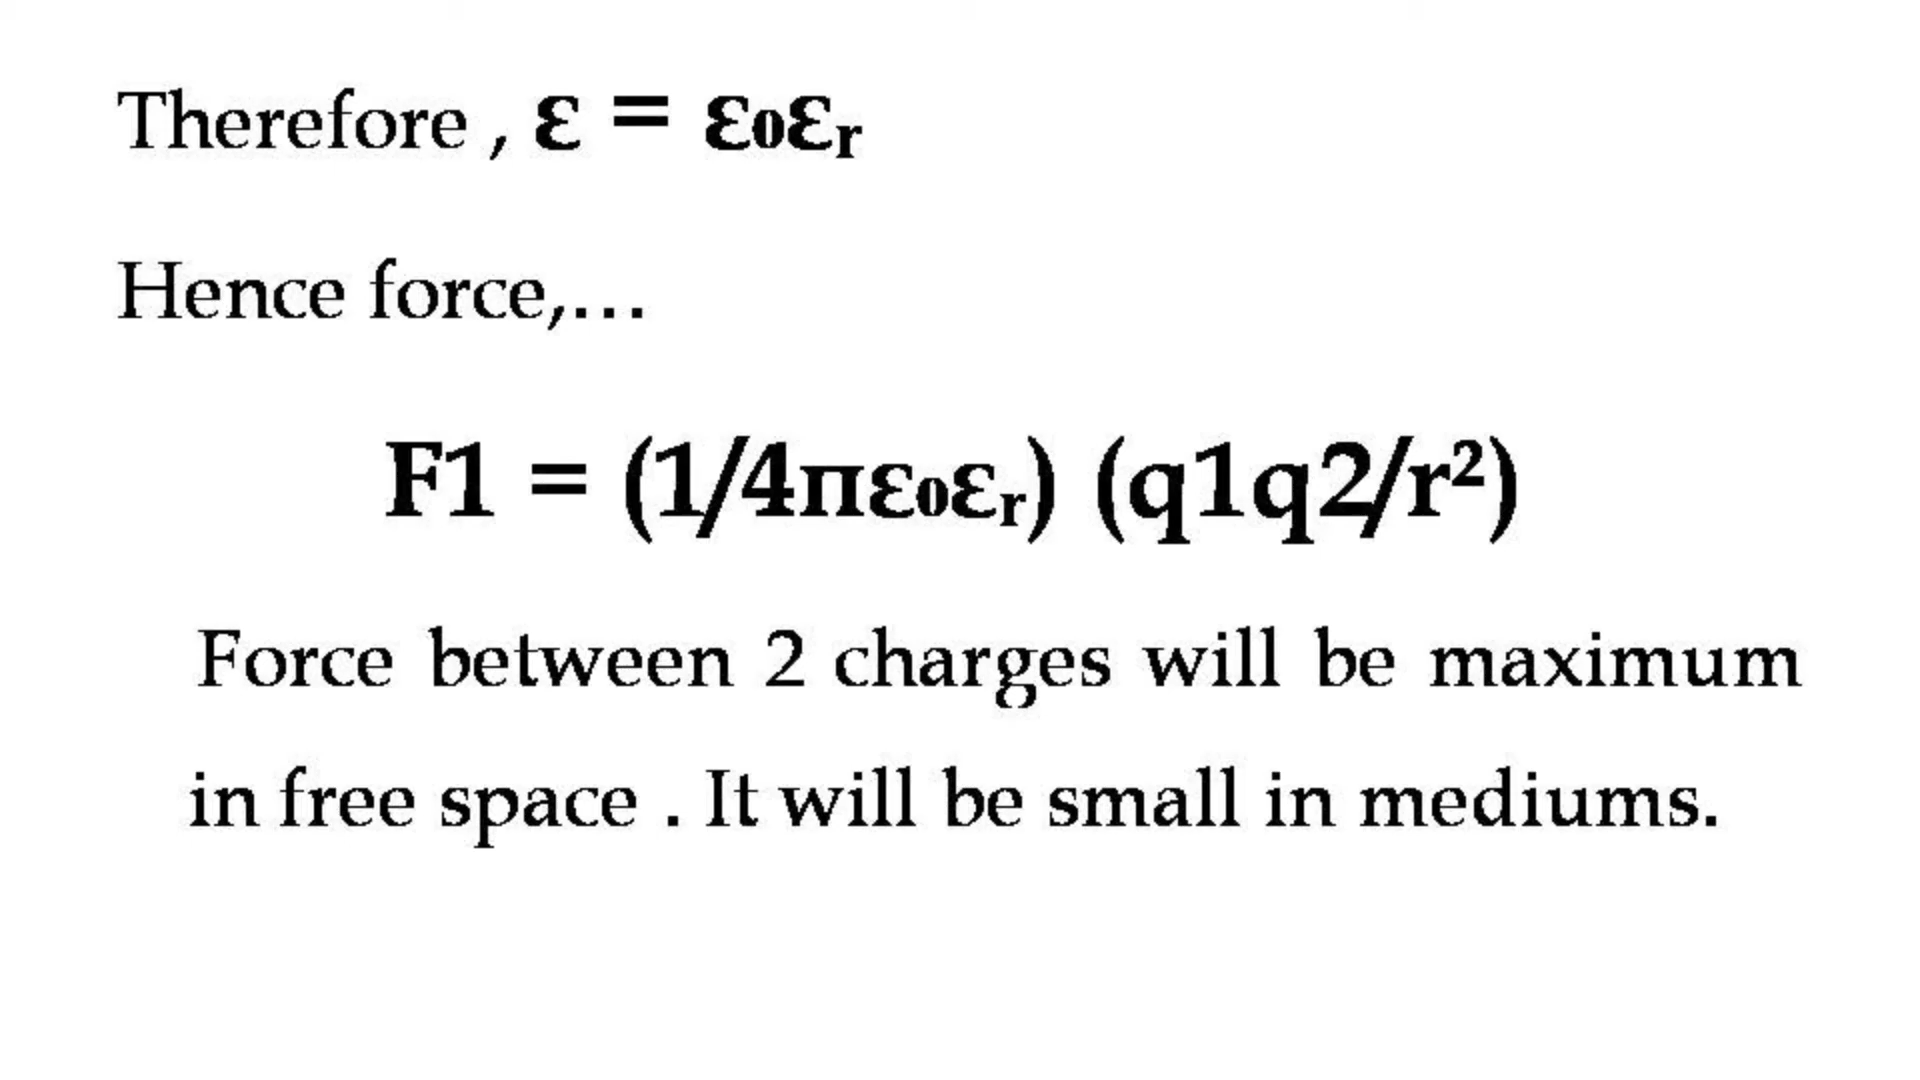 Therefore , ε = ε₀εᵣ
Hence force,...
F1 = (1/4πε₀εᵣ) (q1q2/r²)
Force between 2 charges will be maximum
in free space . It will be small in mediums.